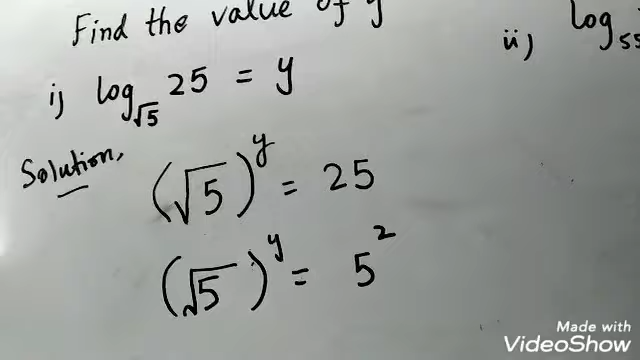 Find the value of y
i) log√5 25 = y
ii) log55
Solution,
(√5)^y = 25
(√5)^y = 5^2
Made with
VideoShow